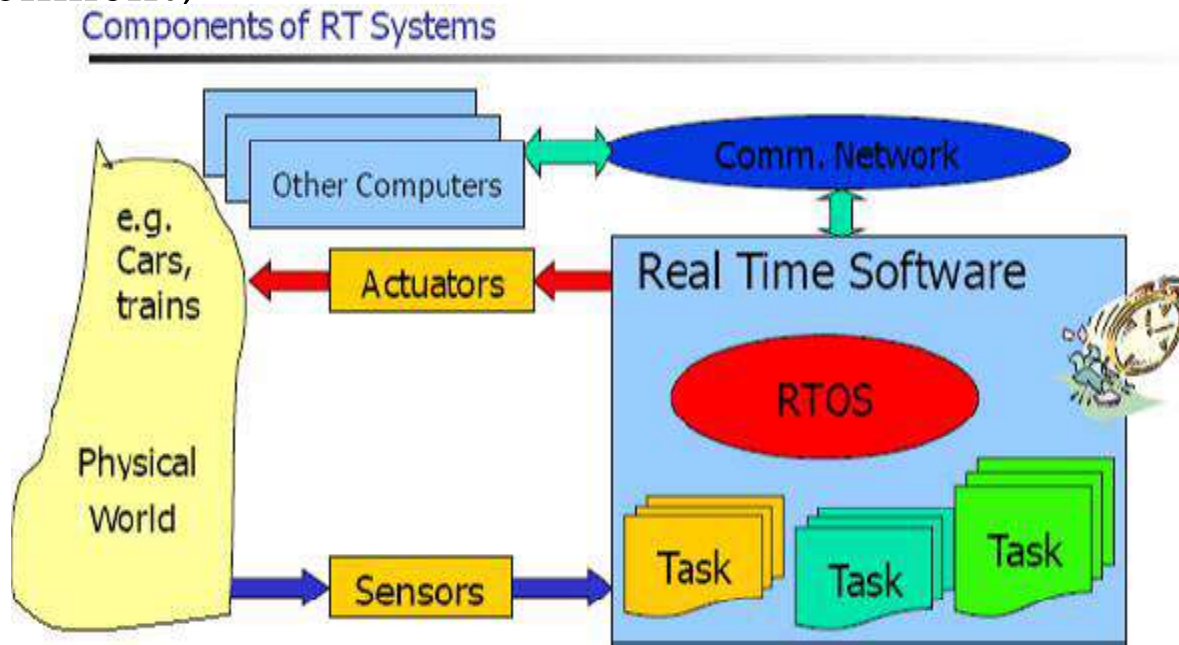 Components of RT Systems
Other Computers
Comm. Network
e.g.
Cars,
trains
Actuators
Real Time Software
RTOS
Physical
World
Sensors
Task
Task
Task